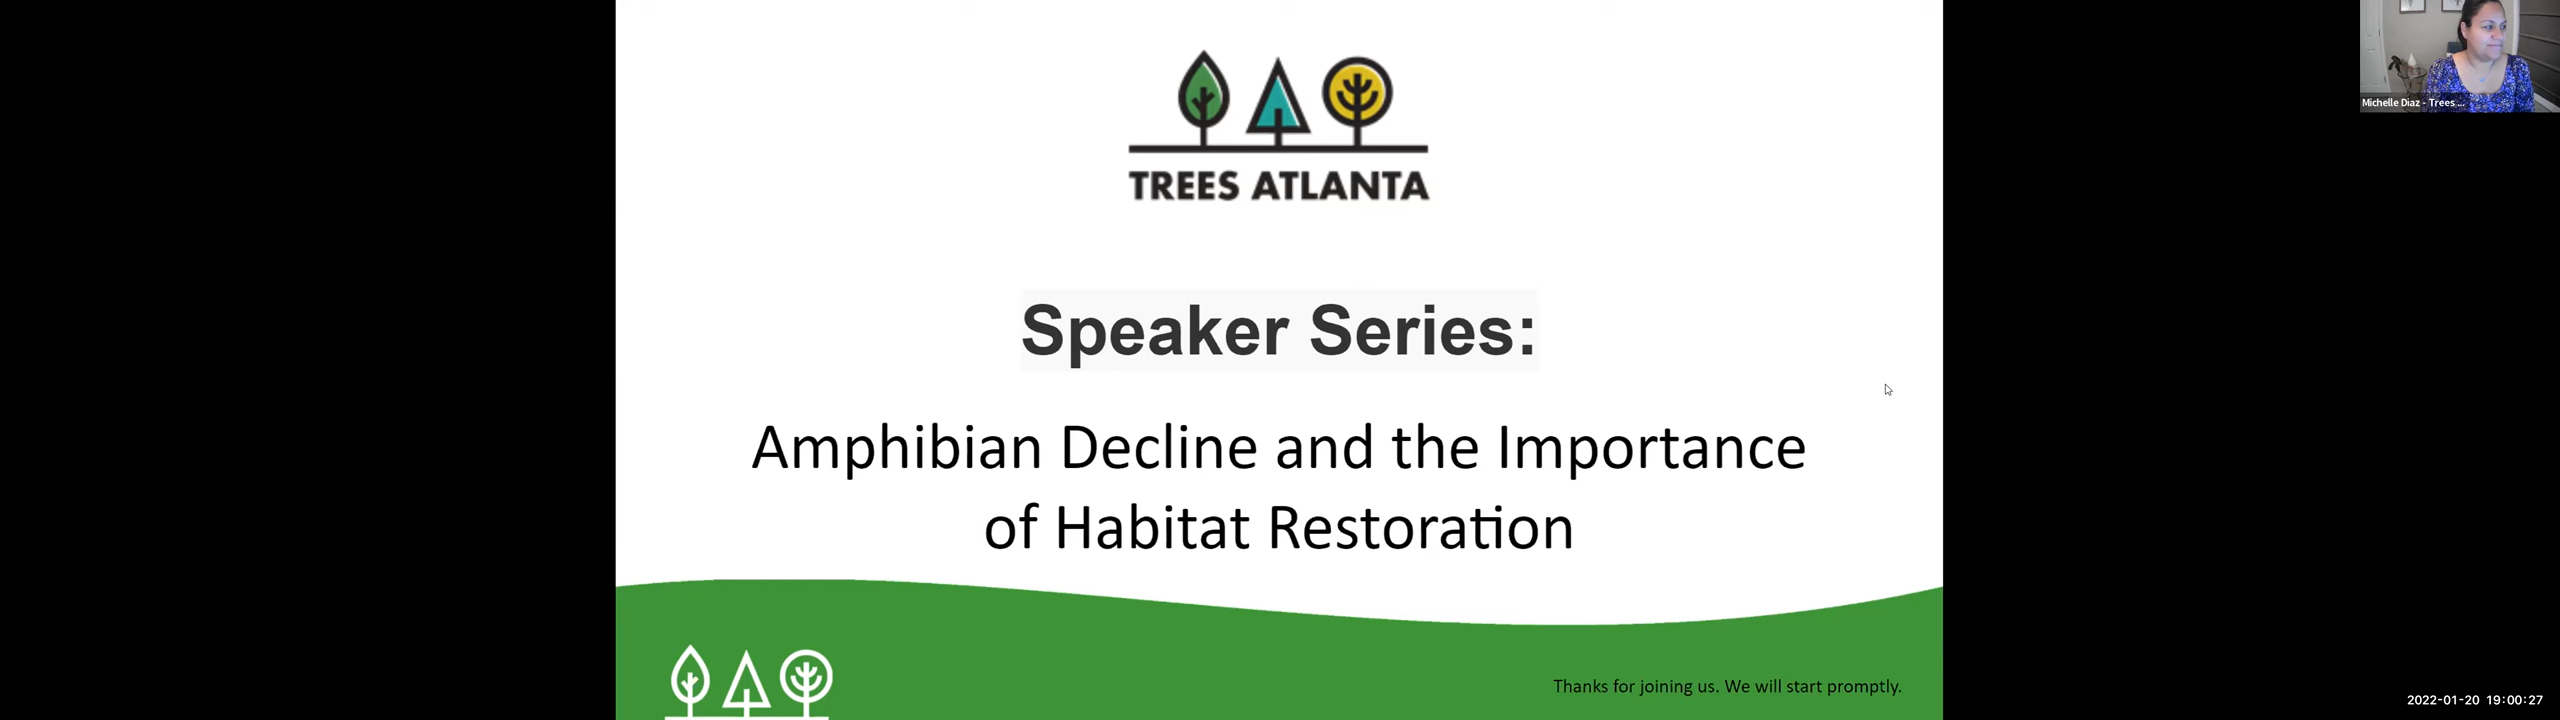 TREES ATLANTA
Michelle Diaz - Trees ...
Speaker Series:
Amphibian Decline and the Importance
of Habitat Restoration
Thanks for joining us. We will start promptly.
2022-01-20 19:00:27